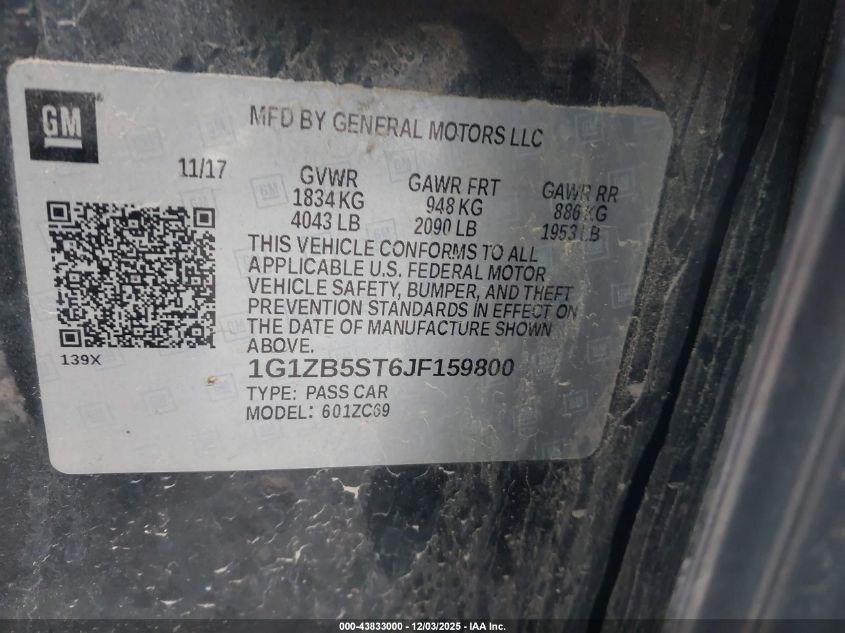 GM
MFD BY GENERAL MOTORS LLC
11/17
GVWR
1834 KG
4043 LB
GAWR FRT
948 KG
2090 LB
GAWR RR
886 KG
1953 LB
THIS VEHICLE CONFORMS TO ALL
APPLICABLE U.S. FEDERAL MOTOR
VEHICLE SAFETY, BUMPER, AND THEFT
PREVENTION STANDARDS IN EFFECT ON
THE DATE OF MANUFACTURE SHOWN
ABOVE.
139X
1G1ZB5ST6JF159800
TYPE: PASS CAR
MODEL: 601ZC69
000-43833000 - 12/03/2025 - IAA Inc.